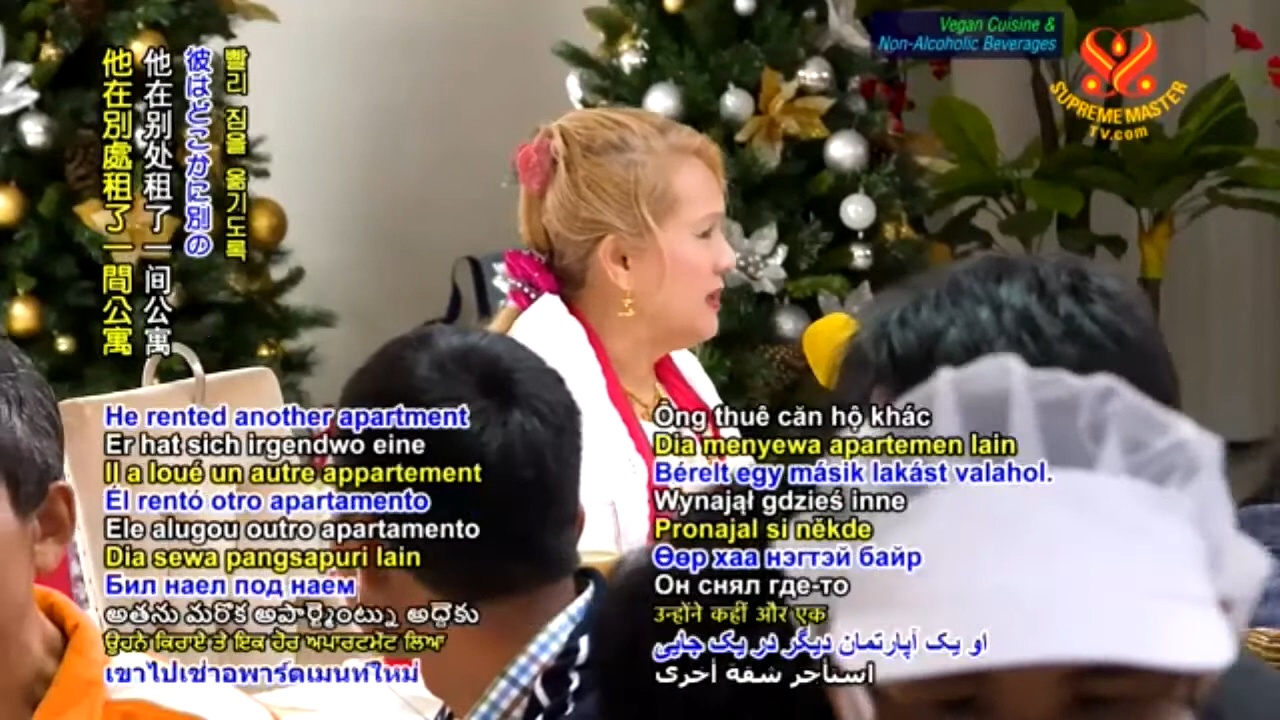 Vegan Cuisine &
Non-Alcoholic Beverages
SUPREME MASTER
TV.com
빨리 짐을 옮기도록
彼はどこかに別の
他在别处租了一间公寓
他在別處租了一間公寓
He rented another apartment
Er hat sich irgendwo eine
Il a loué un autre appartement
Él rentó otro apartamento
Ele alugou outro apartamento
Dia sewa pangsapuri lain
Бил наел под наем
అతను మరొక అపార్ట్మెంట్ను అద్దెకు
ਉਹਨੇ ਕਿਰਾਏ ਤੇ ਇਕ ਹੋਰ ਅਪਾਰਟਮੇਂਟ ਲਿਆ
เขาไปเช่าอพาร์ตเมนท์ใหม่
Ông thuê căn hộ khác
Dia menyewa apartemen lain
Bérelt egy másik lakást valahol.
Wynajął gdzieś inne
Pronajal si někde
Өөр хаа нэгтэй байр
Он снял где-то
उन्होंने कहीं और एक
او یک آپارتمان دیگر در یک جایی
استأجر شقة أخرى